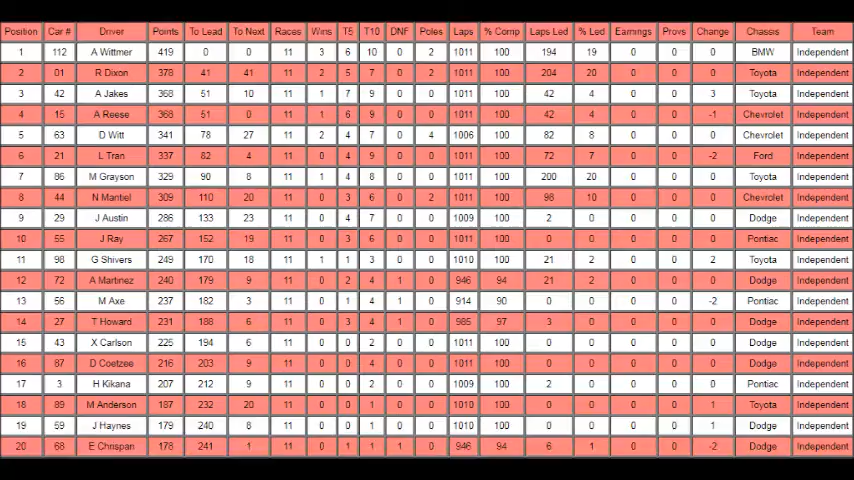 Position Car # Driver Points To Lead To Next Races Wins T5 T10 DNF Poles Laps % Comp Laps Led % Led Earnings Provs Change Chassis Team
1 112 A Wittmer 419 0 0 11 3 6 10 0 2 1011 100 194 19 0 0 0 BMW Independent
2 01 R Dixon 378 41 41 11 2 5 7 0 2 1011 100 204 20 0 0 0 Toyota Independent
3 42 A Jakes 368 51 10 11 1 7 9 0 0 1011 100 42 4 0 0 3 Toyota Independent
4 15 A Reese 368 51 0 11 1 6 9 0 0 1011 100 42 4 0 0 -1 Chevrolet Independent
5 63 D Witt 341 78 27 11 2 4 7 0 4 1006 100 82 8 0 0 0 Chevrolet Independent
6 21 L Tran 337 82 4 11 0 4 9 0 0 1011 100 72 7 0 0 -2 Ford Independent
7 86 M Grayson 329 90 8 11 1 4 8 0 0 1011 100 200 20 0 0 0 Toyota Independent
8 44 N Mantiel 309 110 20 11 0 3 6 0 2 1011 100 98 10 0 0 0 Chevrolet Independent
9 29 J Austin 286 133 23 11 0 4 7 0 0 1009 100 2 0 0 0 0 Dodge Independent
10 55 J Ray 267 152 19 11 0 3 6 0 0 1011 100 0 0 0 0 0 Pontiac Independent
11 98 G Shivers 249 170 18 11 1 1 3 0 0 1010 100 21 2 0 0 2 Toyota Independent
12 72 A Martinez 240 179 9 11 0 2 4 1 0 946 94 21 2 0 0 0 Dodge Independent
13 56 M Axe 237 182 3 11 0 1 4 1 0 914 90 0 0 0 0 -2 Pontiac Independent
14 27 T Howard 231 188 6 11 0 3 4 1 0 985 97 3 0 0 0 0 Dodge Independent
15 43 X Carlson 225 194 6 11 0 0 2 0 0 1011 100 0 0 0 0 0 Dodge Independent
16 87 D Coetzee 216 203 9 11 0 0 4 0 0 1011 100 0 0 0 0 0 Dodge Independent
17 3 H Kikana 207 212 9 11 0 0 2 0 0 1009 100 2 0 0 0 0 Pontiac Independent
18 89 M Anderson 187 232 20 11 0 0 1 0 0 1010 100 0 0 0 0 1 Toyota Independent
19 59 J Haynes 179 240 8 11 0 0 1 0 0 1010 100 0 0 0 0 1 Dodge Independent
20 68 E Chrispan 178 241 1 11 0 1 1 1 0 946 94 6 1 0 0 -2 Dodge Independent